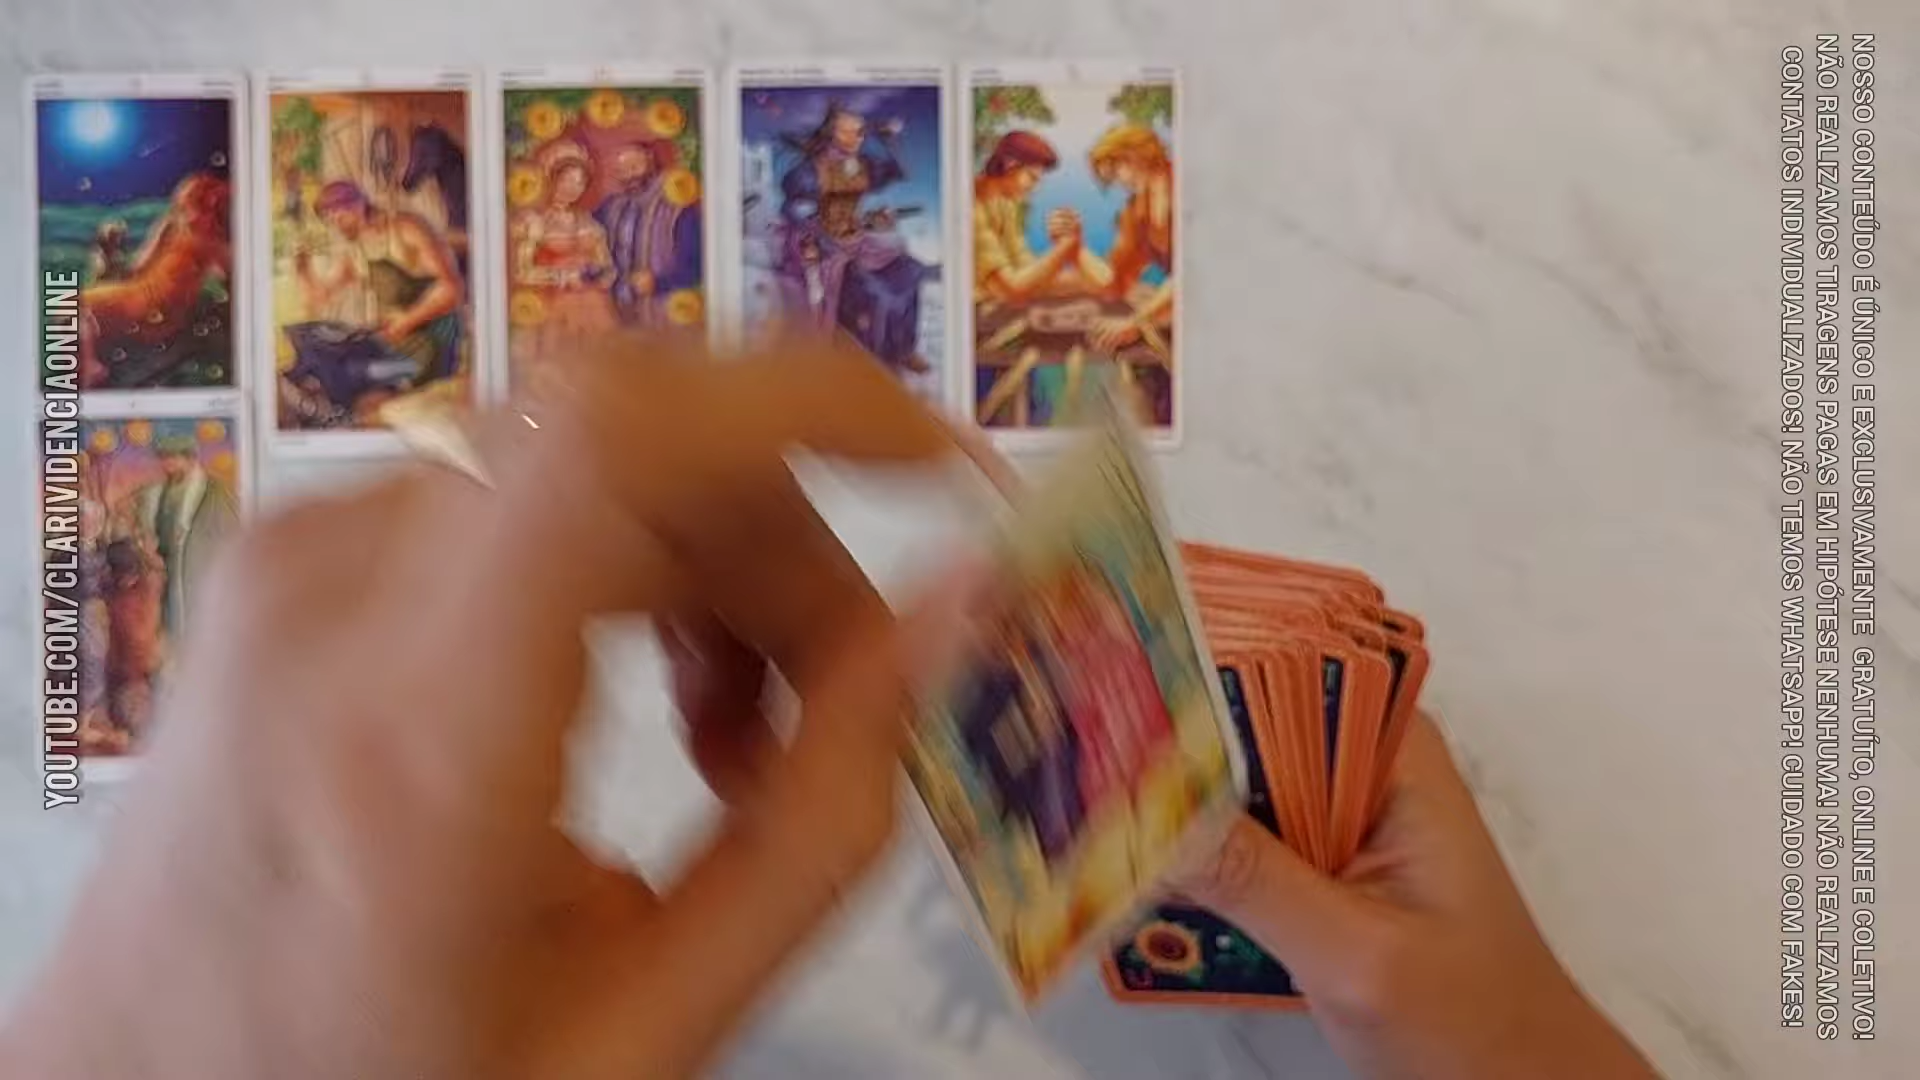 YOUTUBE.COM/CLARIVIDENCIAONLINE
NOSSO CONTEÚDO É ÚNICO E EXCLUSIVAMENTE GRATUÍTO, ONLINE E COLETIVO!
NÃO REALIZAMOS TIRAGENS PAGAS EM HIPÓTESE NENHUMA! NÃO REALIZAMOS
CONTATOS INDIVIDUALIZADOS! NÃO TEMOS WHATSAPP! CUIDADO COM FAKES!